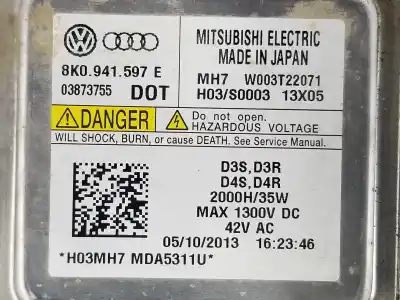 MITSUBISHI ELECTRIC
MADE IN JAPAN
8K0.941.597 E
MH7 W003T22071
03873755 DOT
H03/S0003 13X05
DANGER
Do not open.
HAZARDOUS VOLTAGE
WILL SHOCK, BURN, or cause DEATH. See Service Manual.
D3S,D3R
D4S,D4R
2000H/35W
MAX 1300V DC
42V AC
05/10/2013 16:23:46
*H03MH7 MDA5311U*